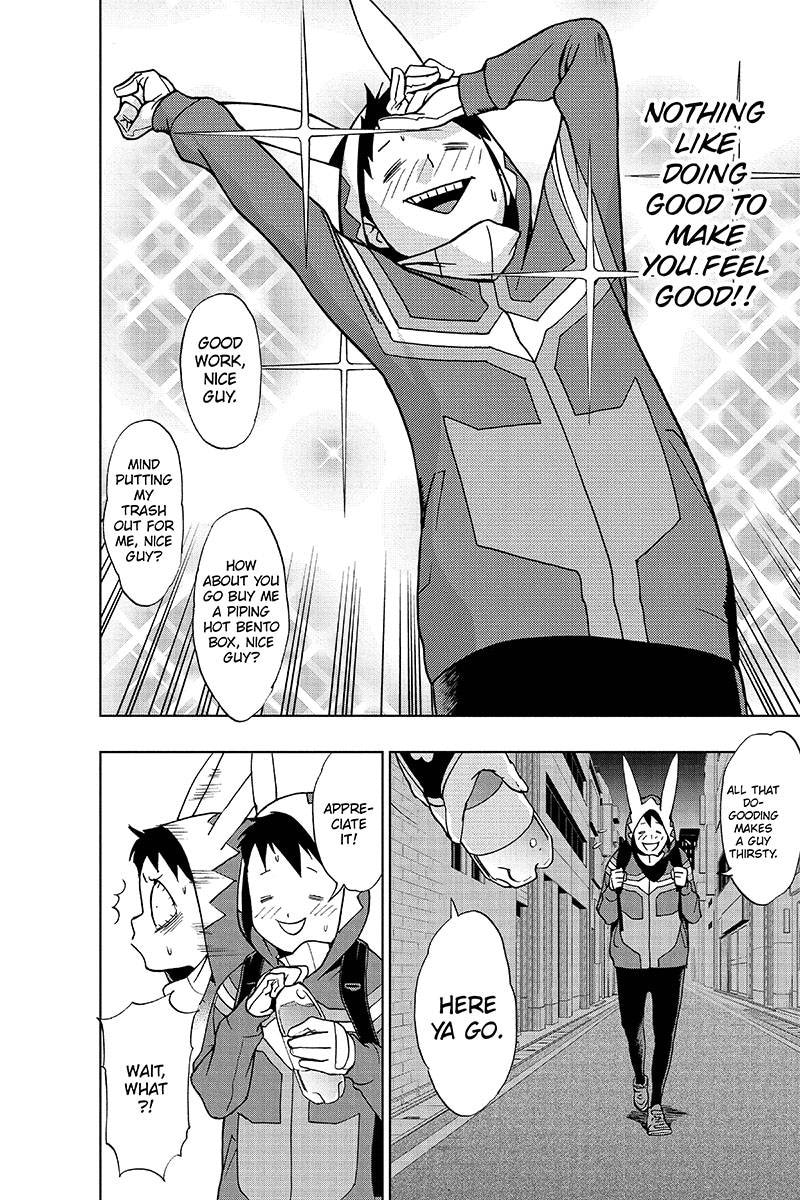 NOTHING
LIKE
DOING
GOOD TO
MAKE
YOU FEEL
GOOD!!
GOOD
WORK,
NICE
GUY.
MIND
PUTTING
MY
TRASH
OUT FOR
ME, NICE
GUY?
HOW
ABOUT YOU
GO BUY ME
A PIPING
HOT BENTO
BOX, NICE
GUY?
ALL THAT
DO-
GOODING
MAKES
A GUY
THIRSTY.
HERE
YA GO.
APPRE-
CIATE
IT!
WAIT,
WHAT
?!